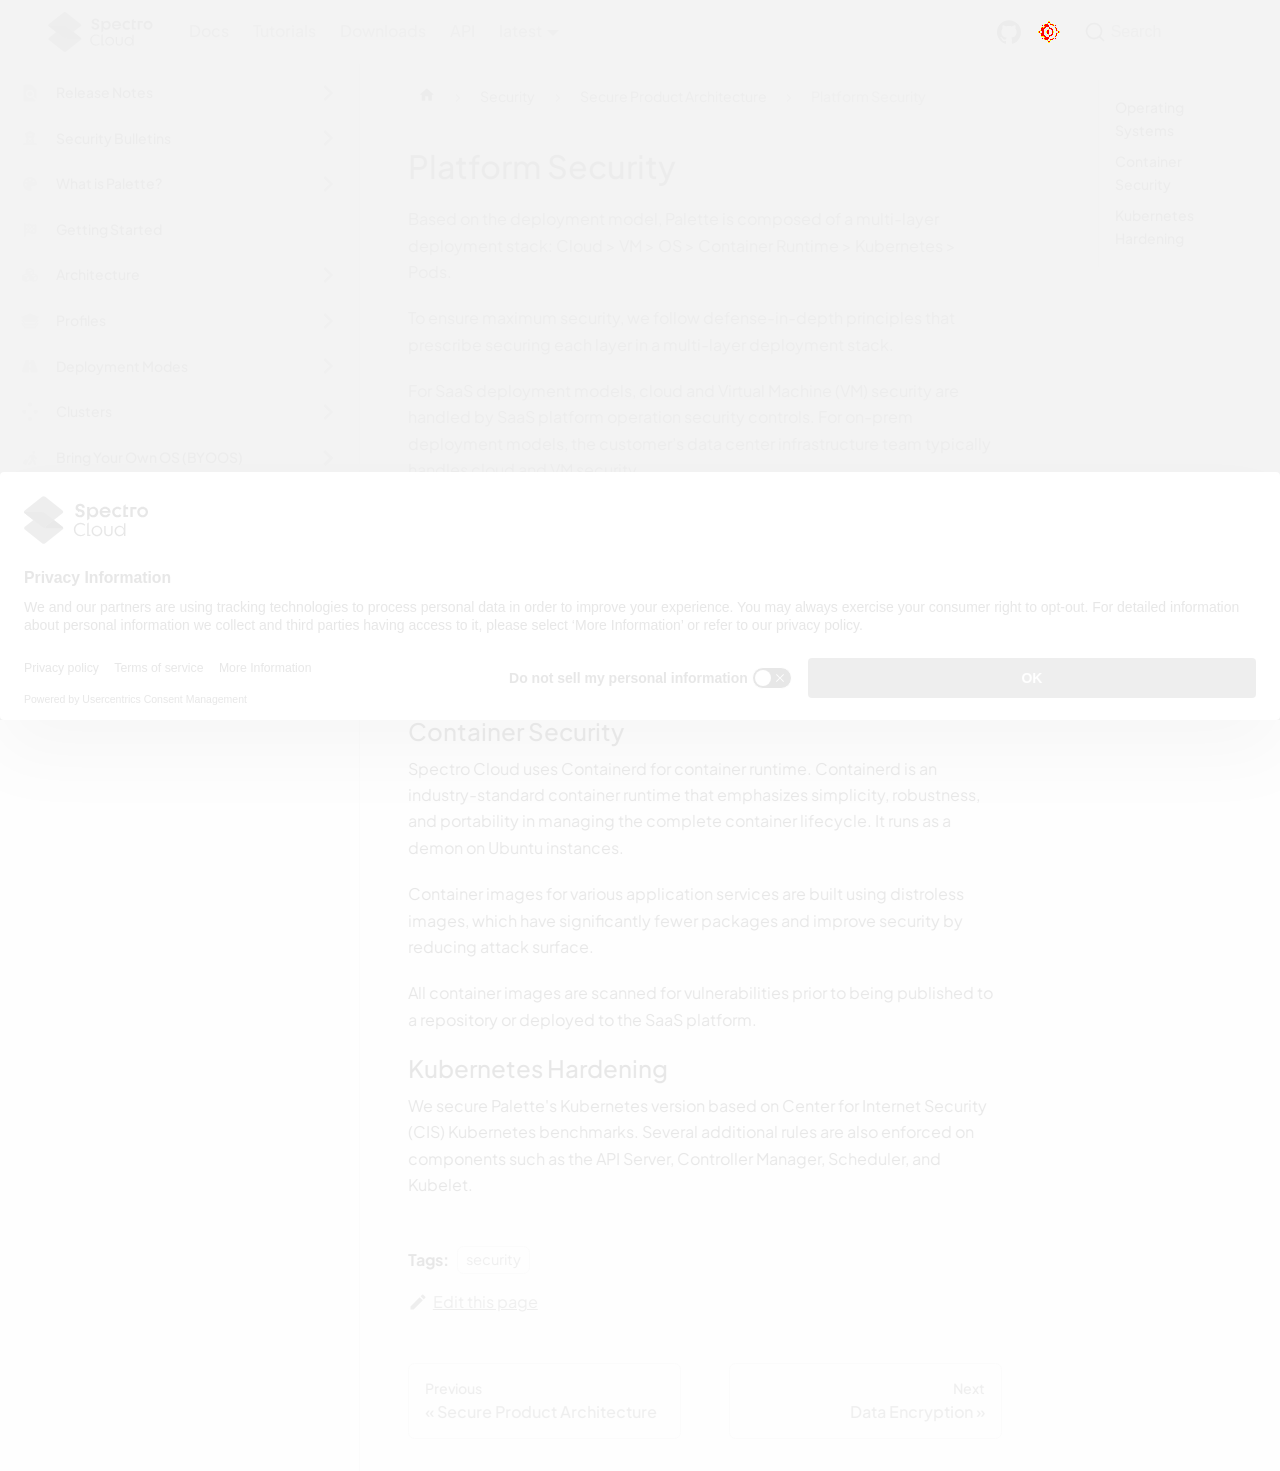 Spectro
Cloud
Docs
Tutorials
Downloads
API
latest
Search
Release Notes
Security Bulletins
What is Palette?
Getting Started
Architecture
Profiles
Deployment Modes
Clusters
Bring Your Own OS (BYOOS)
Security
Secure Product Architecture
Platform Security
Operating
Systems
Container
Security
Kubernetes
Hardening
Platform Security
Based on the deployment model, Palette is composed of a multi-layer
deployment stack: Cloud > VM > OS > Container Runtime > Kubernetes >
Pods.
To ensure maximum security, we follow defense-in-depth principles that
prescribe securing each layer in a multi-layer deployment stack.
For SaaS deployment models, cloud and Virtual Machine (VM) security are
handled by SaaS platform operation security controls. For on-prem
deployment models, the customer's data center infrastructure team typically
handles cloud and VM security.
Spectro
Cloud
Privacy Information
We and our partners are using tracking technologies to process personal data in order to improve your experience. You may always exercise your consumer right to opt-out. For detailed information
about personal information we collect and third parties having access to it, please select 'More Information' or refer to our privacy policy.
Privacy policy
Terms of service
More Information
Powered by Usercentrics Consent Management
Do not sell my personal information
OK
Container Security
Spectro Cloud uses Containerd for container runtime. Containerd is an
industry-standard container runtime that emphasizes simplicity, robustness,
and portability in managing the complete container lifecycle. It runs as a
demon on Ubuntu instances.
Container images for various application services are built using distroless
images, which have significantly fewer packages and improve security by
reducing attack surface.
All container images are scanned for vulnerabilities prior to being published to
a repository or deployed to the SaaS platform.
Kubernetes Hardening
We secure Palette's Kubernetes version based on Center for Internet Security
(CIS) Kubernetes benchmarks. Several additional rules are also enforced on
components such as the API Server, Controller Manager, Scheduler, and
Kubelet.
Tags: security
Edit this page
Previous
« Secure Product Architecture
Next
Data Encryption »